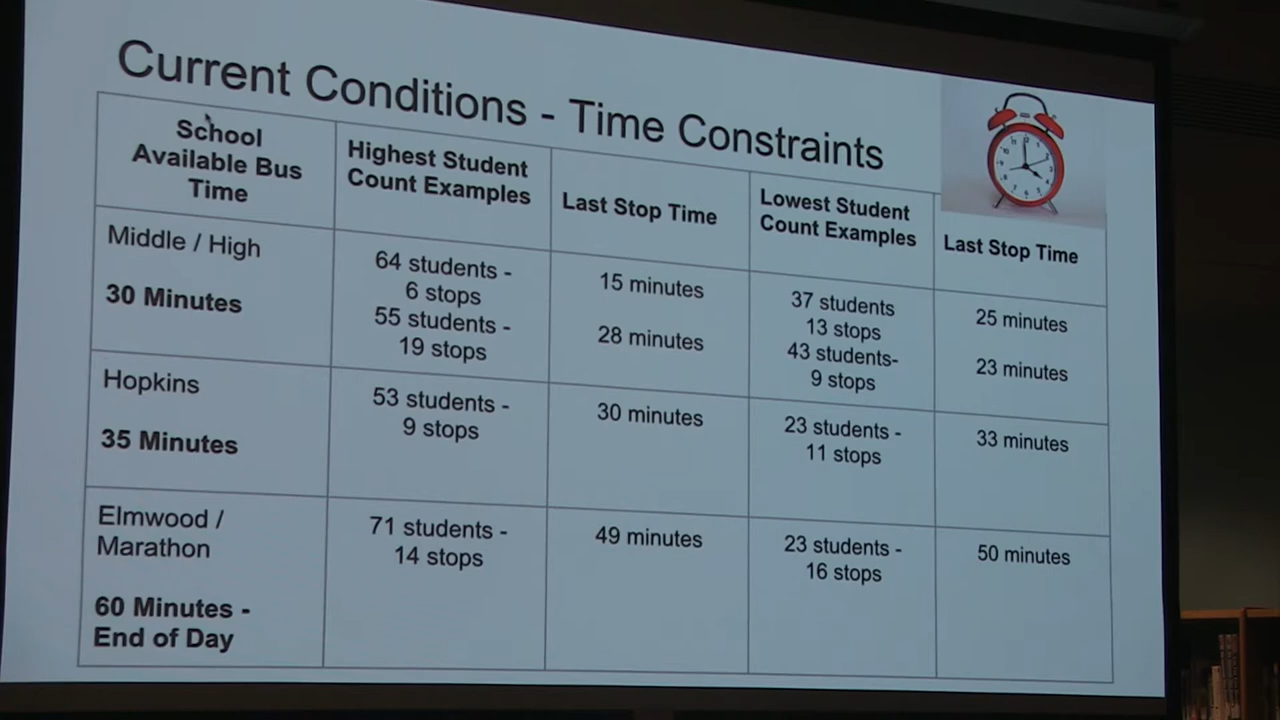 Current Conditions - Time Constraints
School
Available Bus
Time
Highest Student
Count Examples
Last Stop Time
Lowest Student
Count Examples
Last Stop Time
Middle / High
30 Minutes
64 students -
6 stops
55 students -
19 stops
15 minutes
28 minutes
37 students
13 stops
43 students-
9 stops
25 minutes
23 minutes
Hopkins
35 Minutes
53 students -
9 stops
30 minutes
23 students -
11 stops
33 minutes
Elmwood /
Marathon
60 Minutes -
End of Day
71 students -
14 stops
49 minutes
23 students -
16 stops
50 minutes